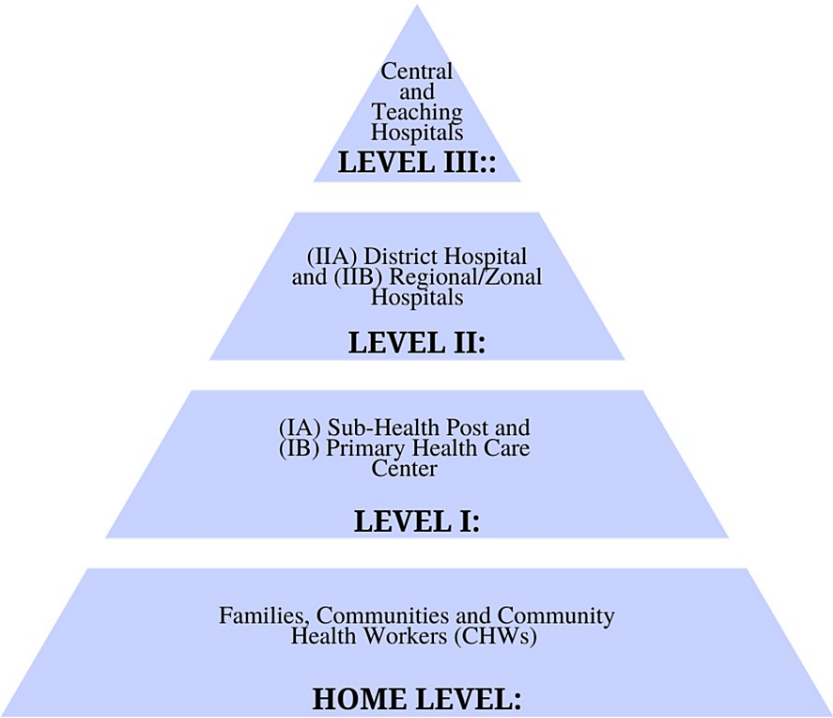 Central
and
Teaching
Hospitals
LEVEL III::
(IIA) District Hospital
and (IIB) Regional/Zonal
Hospitals
LEVEL II:
(IA) Sub-Health Post and
(IB) Primary Health Care
Center
LEVEL I:
Families, Communities and Community
Health Workers (CHWs)
HOME LEVEL: